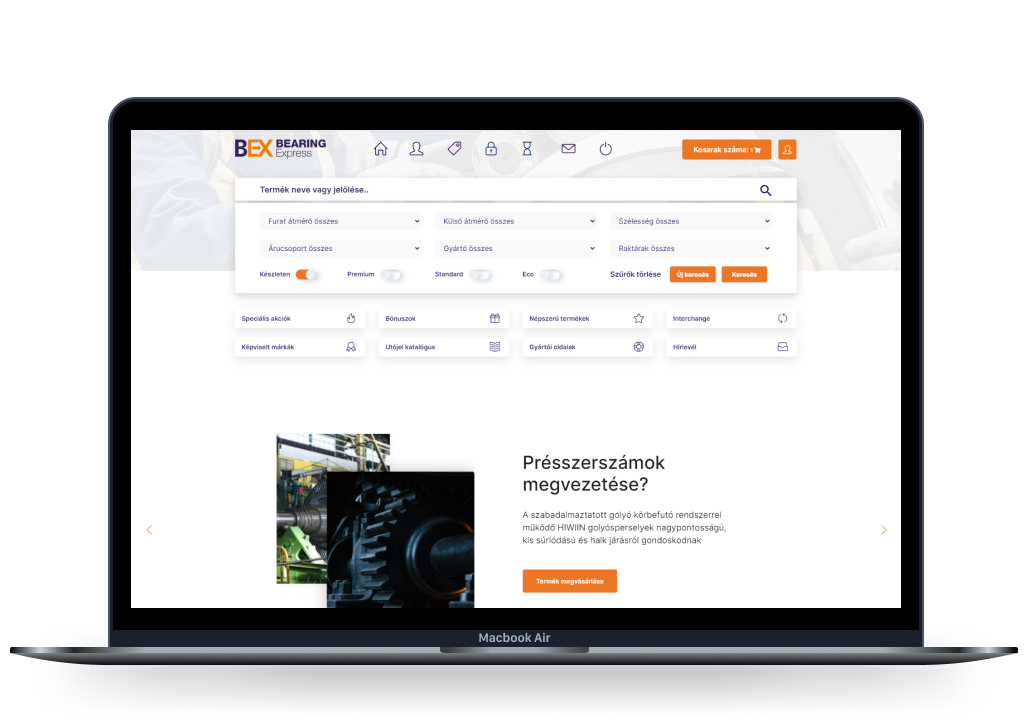 BEX BEARING
Express
Kosarak száma: 1
Termék neve vagy jelölése..
Furat átmérő összes
Külső átmérő összes
Szélesség összes
Árucsoport összes
Gyártó összes
Raktárak összes
Készleten
Premium
Standard
Eco
Szűrők törlése
Új keresés
Keresés
Speciális akciók
Bónuszok
Népszerű termékek
Interchange
Képviselt márkák
Utójel katalógus
Gyártói oldalak
Hírlevél
Présszerszámok
megvezetése?
A szabadalmaztatott golyó körbefutó rendszerrel
működő HIWIIN golyósperselyek nagypontosságú,
kis súrlódású és halk járásról gondoskodnak
Termék megvásárlása
Macbook Air